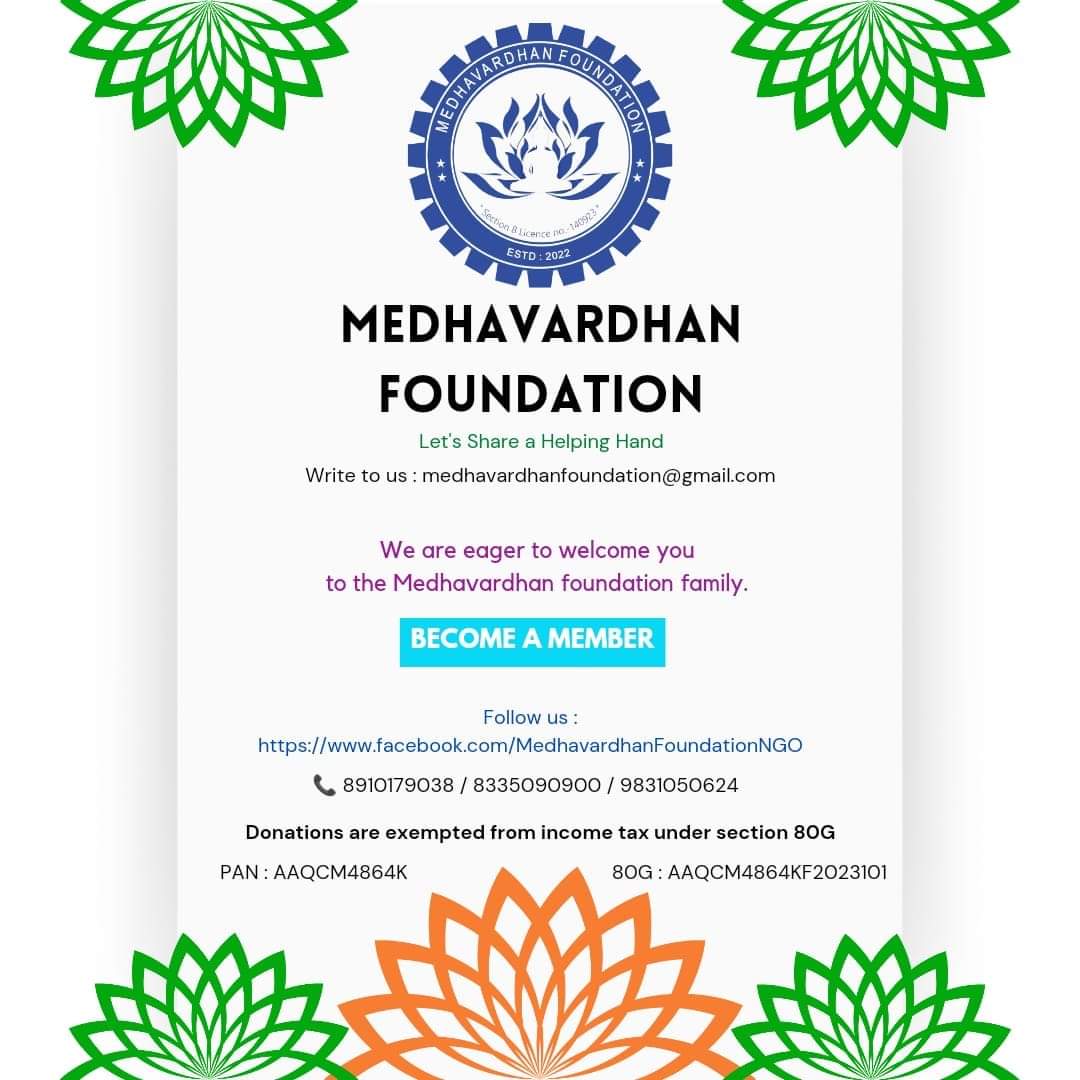 MEDHAVARDHAN FOUNDATION
* Section 8 Licence no.-140923 *
ESTD : 2022
MEDHAVARDHAN
FOUNDATION
Let's Share a Helping Hand
Write to us : medhavardhanfoundation@gmail.com
We are eager to welcome you
to the Medhavardhan foundation family.
BECOME A MEMBER
Follow us :
https://www.facebook.com/MedhavardhanFoundationNGO
📞 8910179038 / 8335090900 / 9831050624
Donations are exempted from income tax under section 80G
PAN : AAQCM4864K 80G : AAQCM4864KF2023101